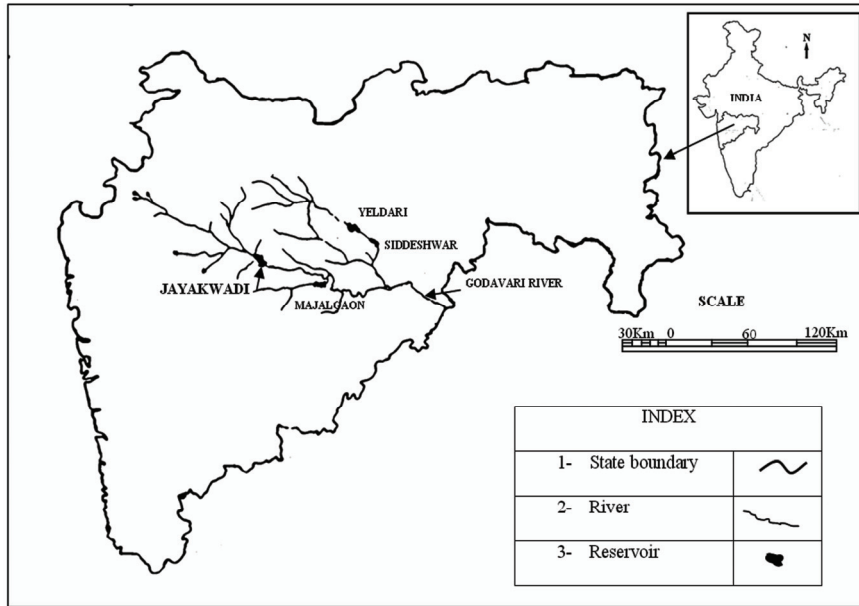 N
INDIA
YELDARI
SIDDESHWAR
JAYAKWADI
MAJALGAON
GODAVARI RIVER
SCALE
30Km 0 60 120Km
INDEX
1- State boundary
2- River
3- Reservoir